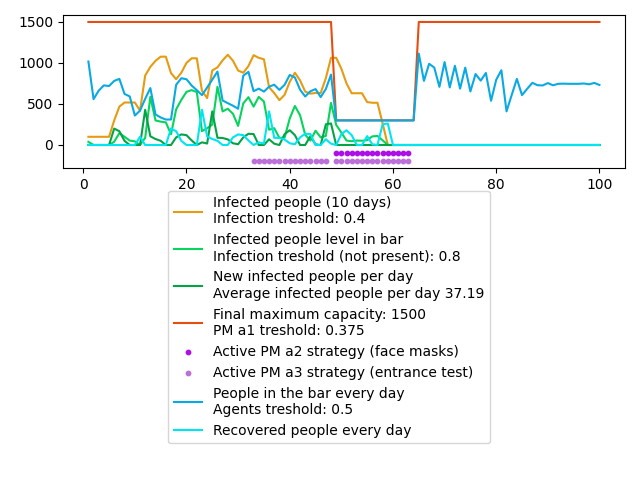 1500
1000
500
0
0 20 40 60 80 100
Infected people (10 days)
Infection treshold: 0.4
Infected people level in bar
Infection treshold (not present): 0.8
New infected people per day
Average infected people per day 37.19
Final maximum capacity: 1500
PM a1 treshold: 0.375
Active PM a2 strategy (face masks)
Active PM a3 strategy (entrance test)
People in the bar every day
Agents treshold: 0.5
Recovered people every day